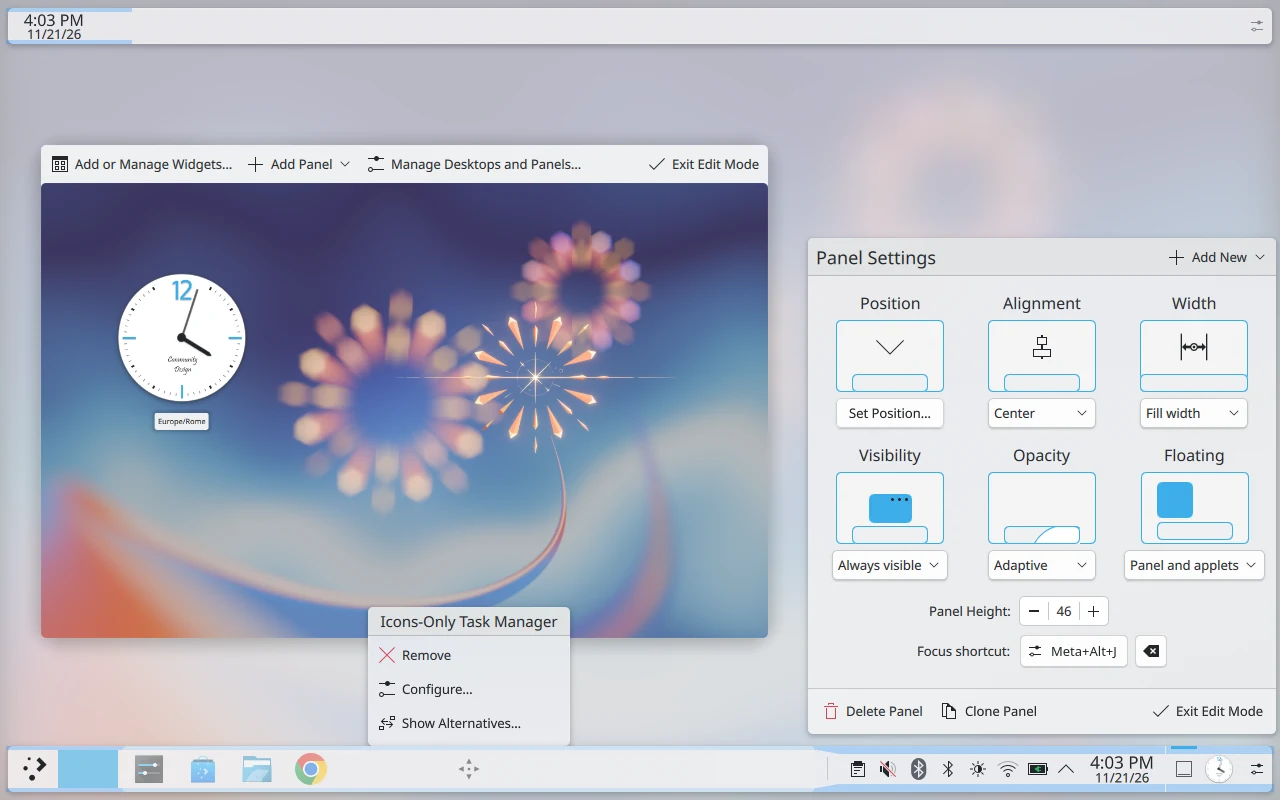 4:03 PM
11/21/26
Add or Manage Widgets...
Add Panel
Manage Desktops and Panels...
Exit Edit Mode
12
Community
Design
Europe/Rome
Panel Settings
Add New
Position
Alignment
Width
Set Position...
Center
Fill width
Visibility
Opacity
Floating
Always visible
Adaptive
Panel and applets
Panel Height:
46
Focus shortcut:
Meta+Alt+J
Delete Panel
Clone Panel
Exit Edit Mode
Icons-Only Task Manager
Remove
Configure...
Show Alternatives...
4:03 PM
11/21/26